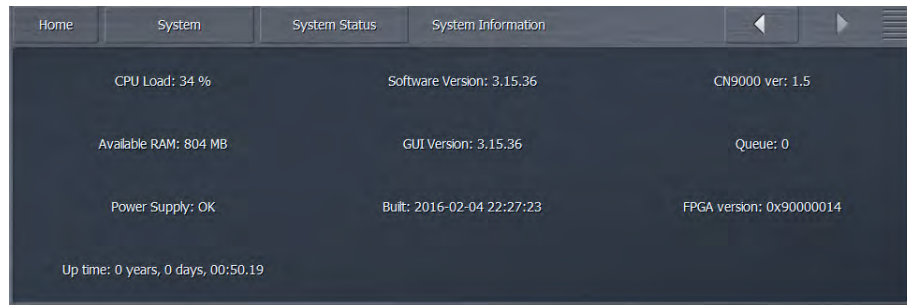 Home System System Status System Information
CPU Load: 34 % Software Version: 3.15.36 CN9000 ver: 1.5
Available RAM: 804 MB GUI Version: 3.15.36 Queue: 0
Power Supply: OK Built: 2016-02-04 22:27:23 FPGA version: 0x90000014
Up time: 0 years, 0 days, 00:50.19